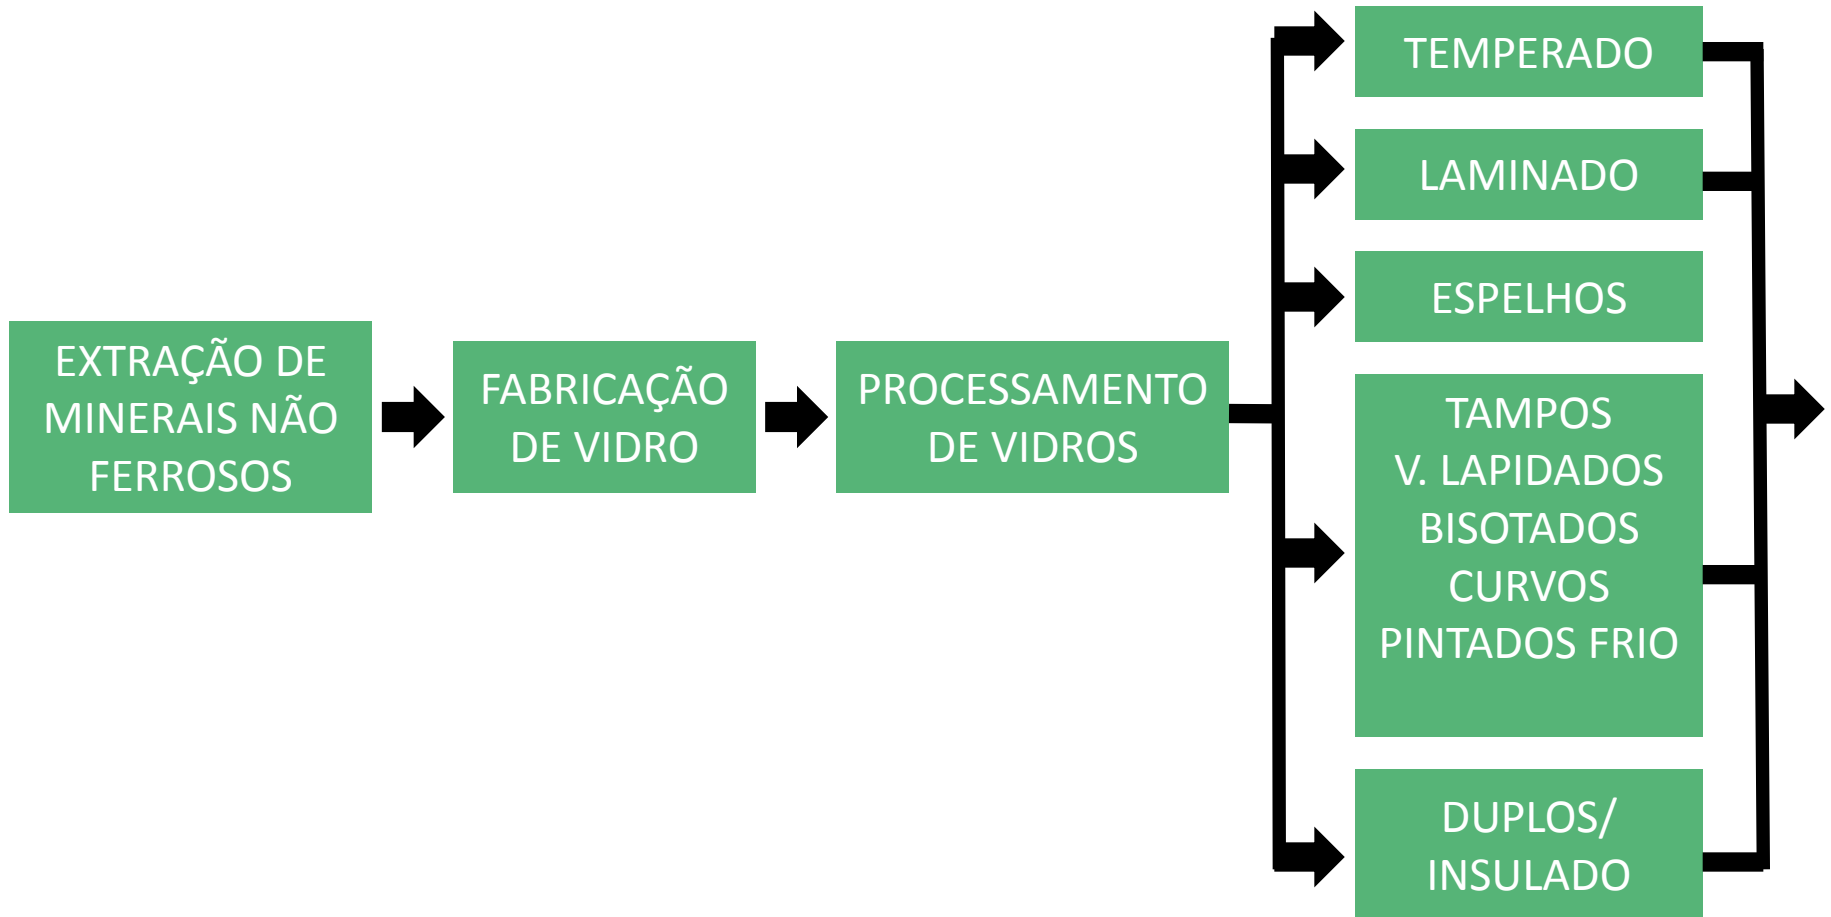 EXTRAÇÃO DE
MINERAIS NÃO
FERROSOS
FABRICAÇÃO
DE VIDRO
PROCESSAMENTO
DE VIDROS
TEMPERADO
LAMINADO
ESPELHOS
TAMPOS
V. LAPIDADOS
BISOTADOS
CURVOS
PINTADOS FRIO
DUPLOS/
INSULADO